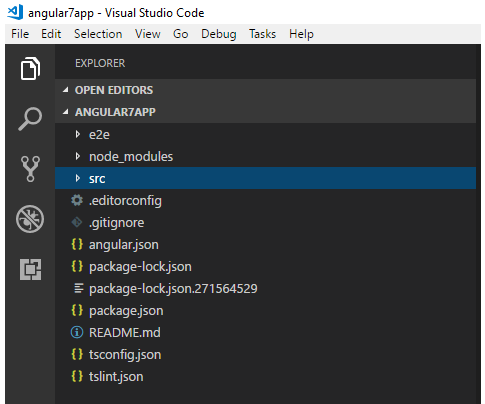 angular7app - Visual Studio Code
File Edit Selection View Go Debug Tasks Help
EXPLORER
OPEN EDITORS
ANGULAR7APP
e2e
node_modules
src
.editorconfig
.gitignore
angular.json
package-lock.json
package-lock.json.271564529
package.json
README.md
tsconfig.json
tslint.json